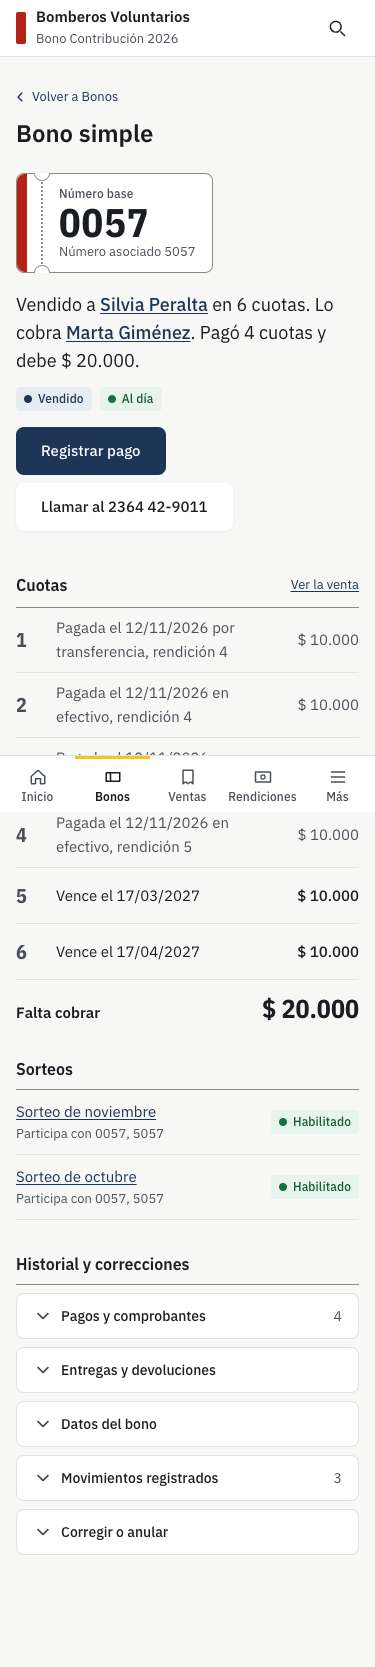 Bomberos Voluntarios
Bono Contribución 2026
Volver a Bonos
Bono simple
Número base
0057
Número asociado 5057
Vendido a Silvia Peralta en 6 cuotas. Lo
cobra Marta Giménez. Pagó 4 cuotas y
debe $ 20.000.
Vendido
Al día
Registrar pago
Llamar al 2364 42-9011
Cuotas
Ver la venta
1
Pagada el 12/11/2026 por
transferencia, rendición 4
$ 10.000
2
Pagada el 12/11/2026 en
efectivo, rendición 4
$ 10.000
Inicio
Bonos
Ventas
Rendiciones
Más
4
Pagada el 12/11/2026 en
efectivo, rendición 5
$ 10.000
5
Vence el 17/03/2027
$ 10.000
6
Vence el 17/04/2027
$ 10.000
Falta cobrar
$ 20.000
Sorteos
Sorteo de noviembre
Participa con 0057, 5057
Habilitado
Sorteo de octubre
Participa con 0057, 5057
Habilitado
Historial y correcciones
Pagos y comprobantes
4
Entregas y devoluciones
Datos del bono
Movimientos registrados
3
Corregir o anular